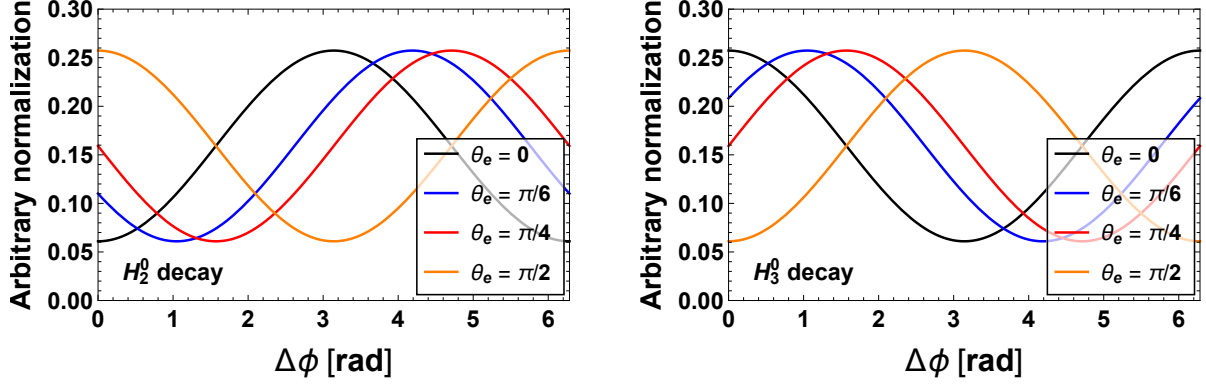 0.30
0.25
0.20
0.15
0.10
0.05
0.00
Arbitrary normalization
0 1 2 3 4 5 6
Δϕ [rad]
H₂⁰ decay
θₑ = 0
θₑ = π/6
θₑ = π/4
θₑ = π/2
0.30
0.25
0.20
0.15
0.10
0.05
0.00
Arbitrary normalization
0 1 2 3 4 5 6
Δϕ [rad]
H₃⁰ decay
θₑ = 0
θₑ = π/6
θₑ = π/4
θₑ = π/2